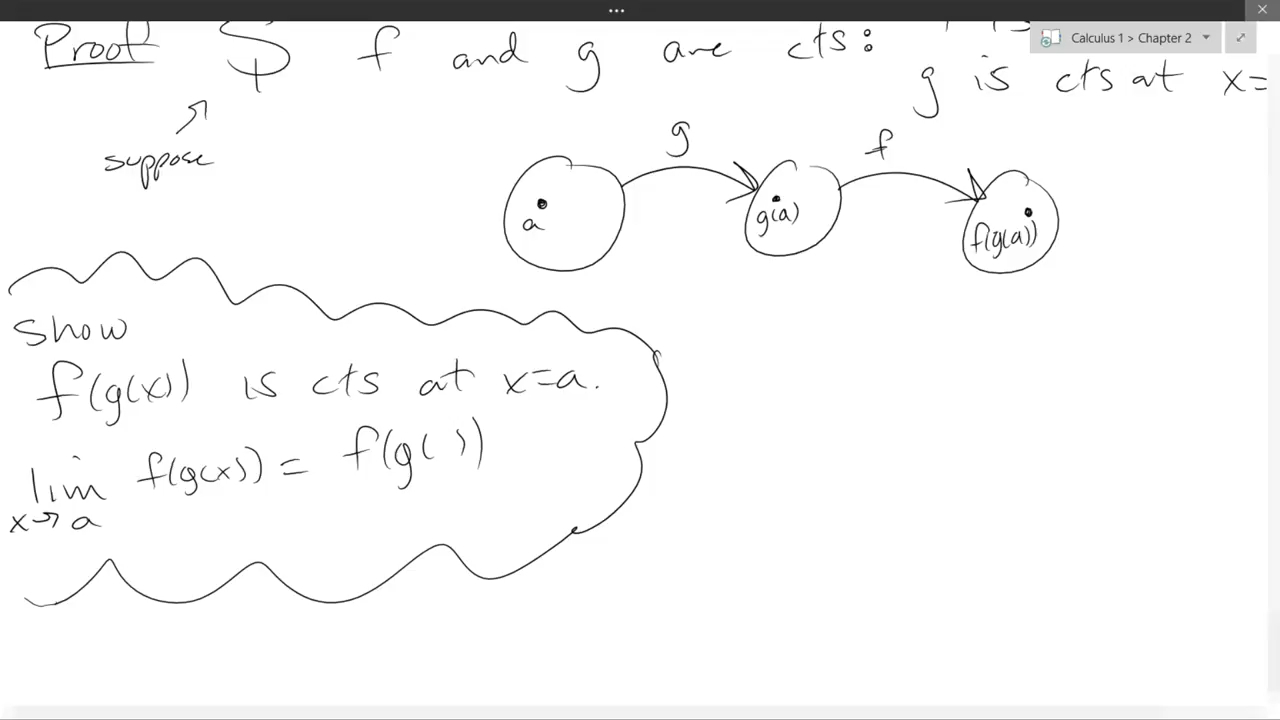 Calculus 1 > Chapter 2
Proof $ f and g are cts:
g is cts at x=
suppose
g
f
a
g(a)
f(g(a))
show
f(g(x)) is cts at x=a.
lim f(g(x)) = f(g( ))
x→a